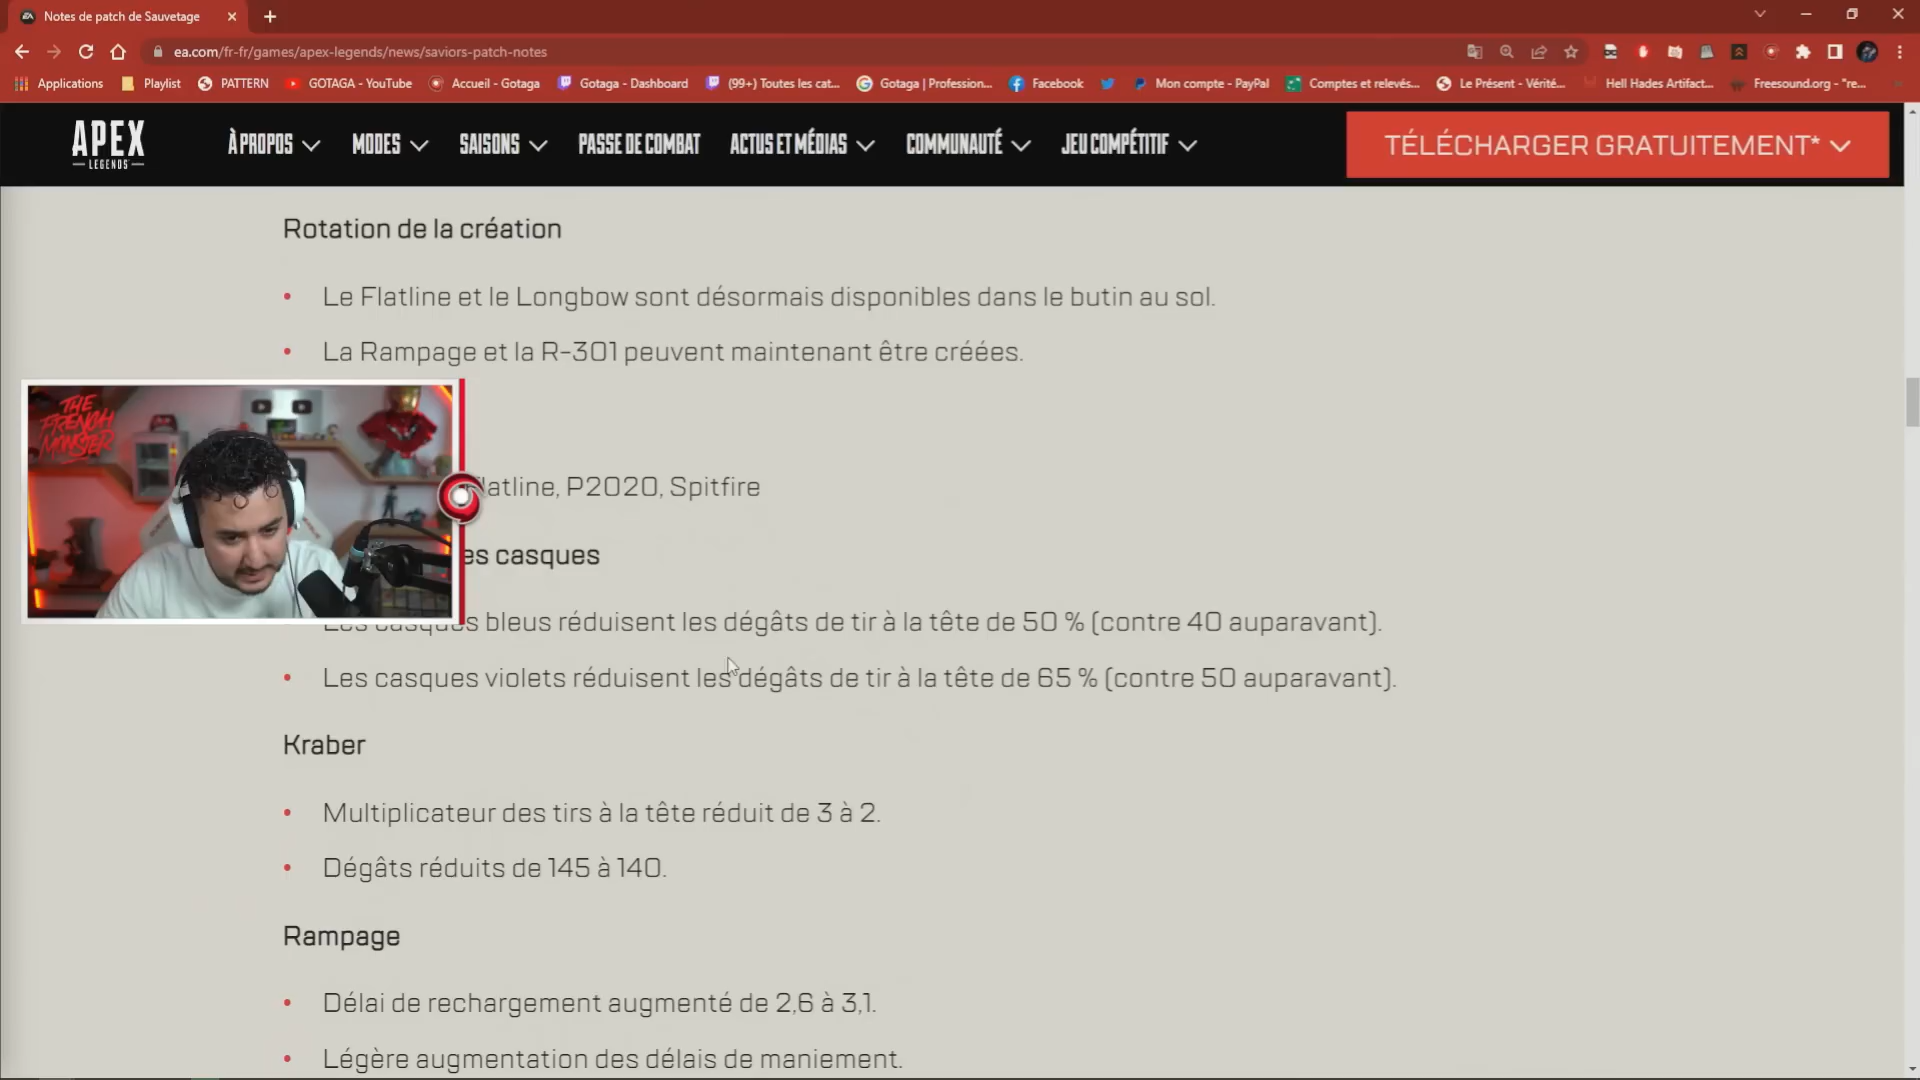 Notes de patch de Sauvetage
ea.com/fr-fr/games/apex-legends/news/saviors-patch-notes
Applications
Playlist
PATTERN
GOTAGA - YouTube
Accueil - Gotaga
Gotaga - Dashboard
(99+) Toutes les cat...
Gotaga | Profession...
Facebook
Mon compte - PayPal
Comptes et relevés...
Le Présent - Vérité...
Hell Hades Artifact...
Freesound.org - "re...
APEX
LEGENDS
À PROPOS
MODES
SAISONS
PASSE DE COMBAT
ACTUS ET MÉDIAS
COMMUNAUTÉ
JEU COMPÉTITIF
TÉLÉCHARGER GRATUITEMENT*
Rotation de la création
• Le Flatline et le Longbow sont désormais disponibles dans le butin au sol.
• La Rampage et la R-301 peuvent maintenant être créées.
THE
FRENCH
MONSTER
latline, P2020, Spitfire
es casques
Les casques bleus réduisent les dégâts de tir à la tête de 50 % (contre 40 auparavant).
• Les casques violets réduisent les dégâts de tir à la tête de 65 % (contre 50 auparavant).
Kraber
• Multiplicateur des tirs à la tête réduit de 3 à 2.
• Dégâts réduits de 145 à 140.
Rampage
• Délai de rechargement augmenté de 2,6 à 3,1.
• Légère augmentation des délais de maniement.